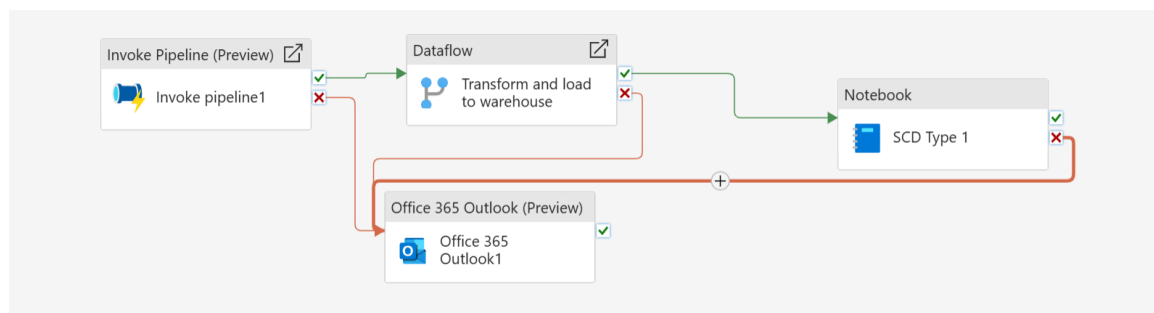 Invoke Pipeline (Preview)
Invoke pipeline1
Dataflow
Transform and load
to warehouse
Notebook
SCD Type 1
Office 365 Outlook (Preview)
Office 365
Outlook1